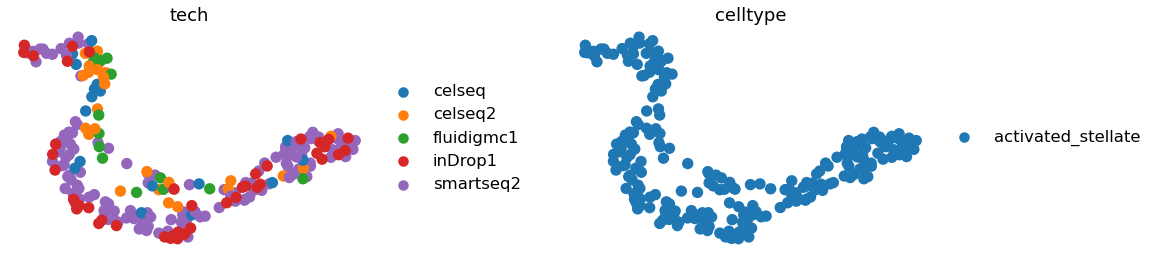 tech
celltype
celseq
celseq2
fluidigmc1
inDrop1
smartseq2
activated_stellate